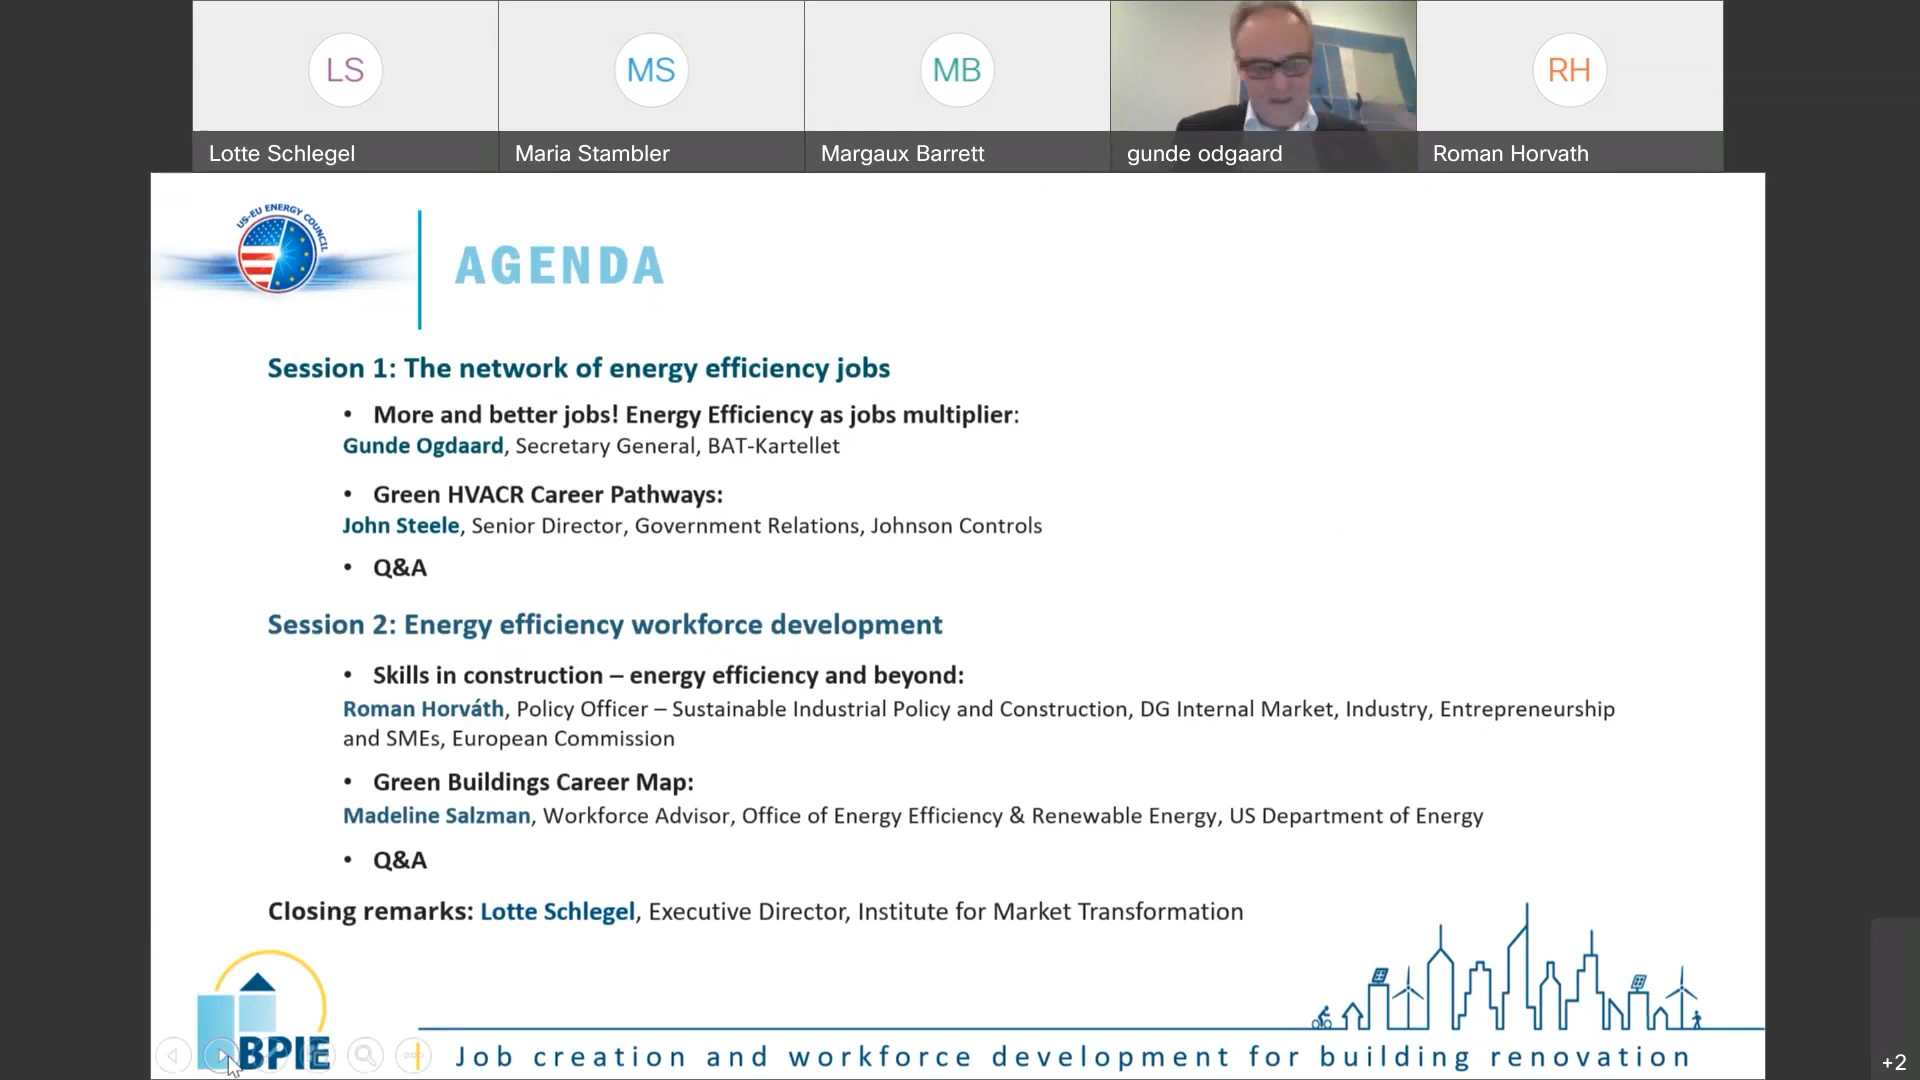 LS
MS
MB
RH
Lotte Schlegel
Maria Stambler
Margaux Barrett
gunde odgaard
Roman Horvath
US-EU ENERGY COUNCIL
AGENDA
Session 1: The network of energy efficiency jobs
• More and better jobs! Energy Efficiency as jobs multiplier:
Gunde Ogdaard, Secretary General, BAT-Kartellet
• Green HVACR Career Pathways:
John Steele, Senior Director, Government Relations, Johnson Controls
• Q&A
Session 2: Energy efficiency workforce development
• Skills in construction – energy efficiency and beyond:
Roman Horváth, Policy Officer – Sustainable Industrial Policy and Construction, DG Internal Market, Industry, Entrepreneurship
and SMEs, European Commission
• Green Buildings Career Map:
Madeline Salzman, Workforce Advisor, Office of Energy Efficiency & Renewable Energy, US Department of Energy
• Q&A
Closing remarks: Lotte Schlegel, Executive Director, Institute for Market Transformation
BPIE
Job creation and workforce development for building renovation
+2